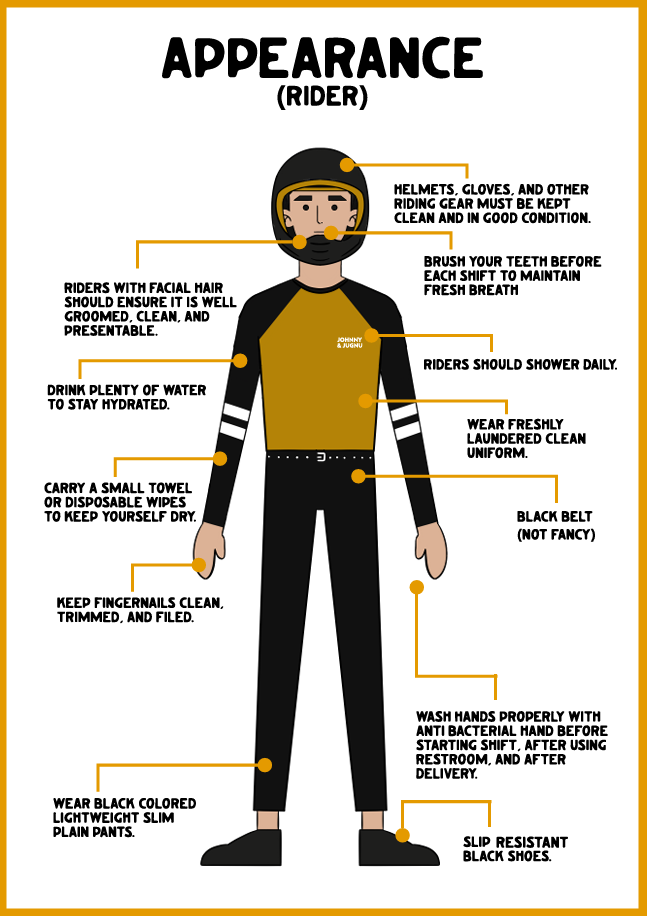 APPEARANCE
(RIDER)
HELMETS, GLOVES, AND OTHER
RIDING GEAR MUST BE KEPT
CLEAN AND IN GOOD CONDITION.
BRUSH YOUR TEETH BEFORE
EACH SHIFT TO MAINTAIN
FRESH BREATH
RIDERS WITH FACIAL HAIR
SHOULD ENSURE IT IS WELL
GROOMED, CLEAN, AND
PRESENTABLE.
JOHNNY
& JUGNU
RIDERS SHOULD SHOWER DAILY.
DRINK PLENTY OF WATER
TO STAY HYDRATED.
WEAR FRESHLY
LAUNDERED CLEAN
UNIFORM.
CARRY A SMALL TOWEL
OR DISPOSABLE WIPES
TO KEEP YOURSELF DRY.
BLACK BELT
(NOT FANCY)
KEEP FINGERNAILS CLEAN,
TRIMMED, AND FILED.
WASH HANDS PROPERLY WITH
ANTI BACTERIAL HAND BEFORE
STARTING SHIFT, AFTER USING
RESTROOM, AND AFTER
DELIVERY.
WEAR BLACK COLORED
LIGHTWEIGHT SLIM
PLAIN PANTS.
SLIP RESISTANT
BLACK SHOES.